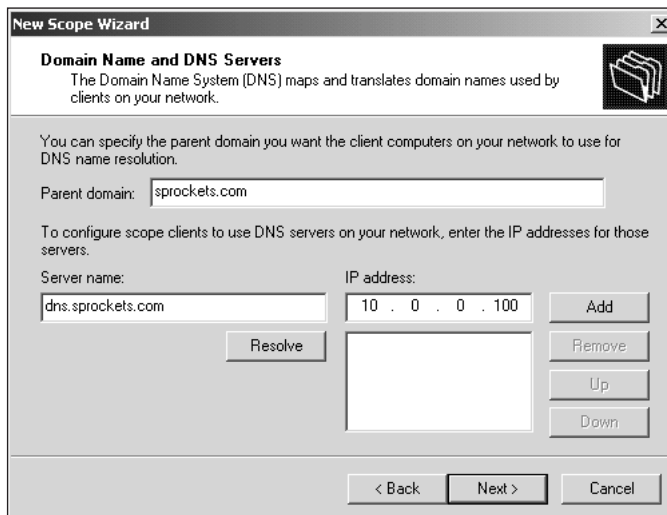 New Scope Wizard
Domain Name and DNS Servers
The Domain Name System (DNS) maps and translates domain names used by
clients on your network.
You can specify the parent domain you want the client computers on your network to use for
DNS name resolution.
Parent domain: sprockets.com
To configure scope clients to use DNS servers on your network, enter the IP addresses for those
servers.
Server name: IP address:
dns.sprockets.com 10 . 0 . 0 . 100 Add
Resolve Remove
Up
Down
< Back Next > Cancel